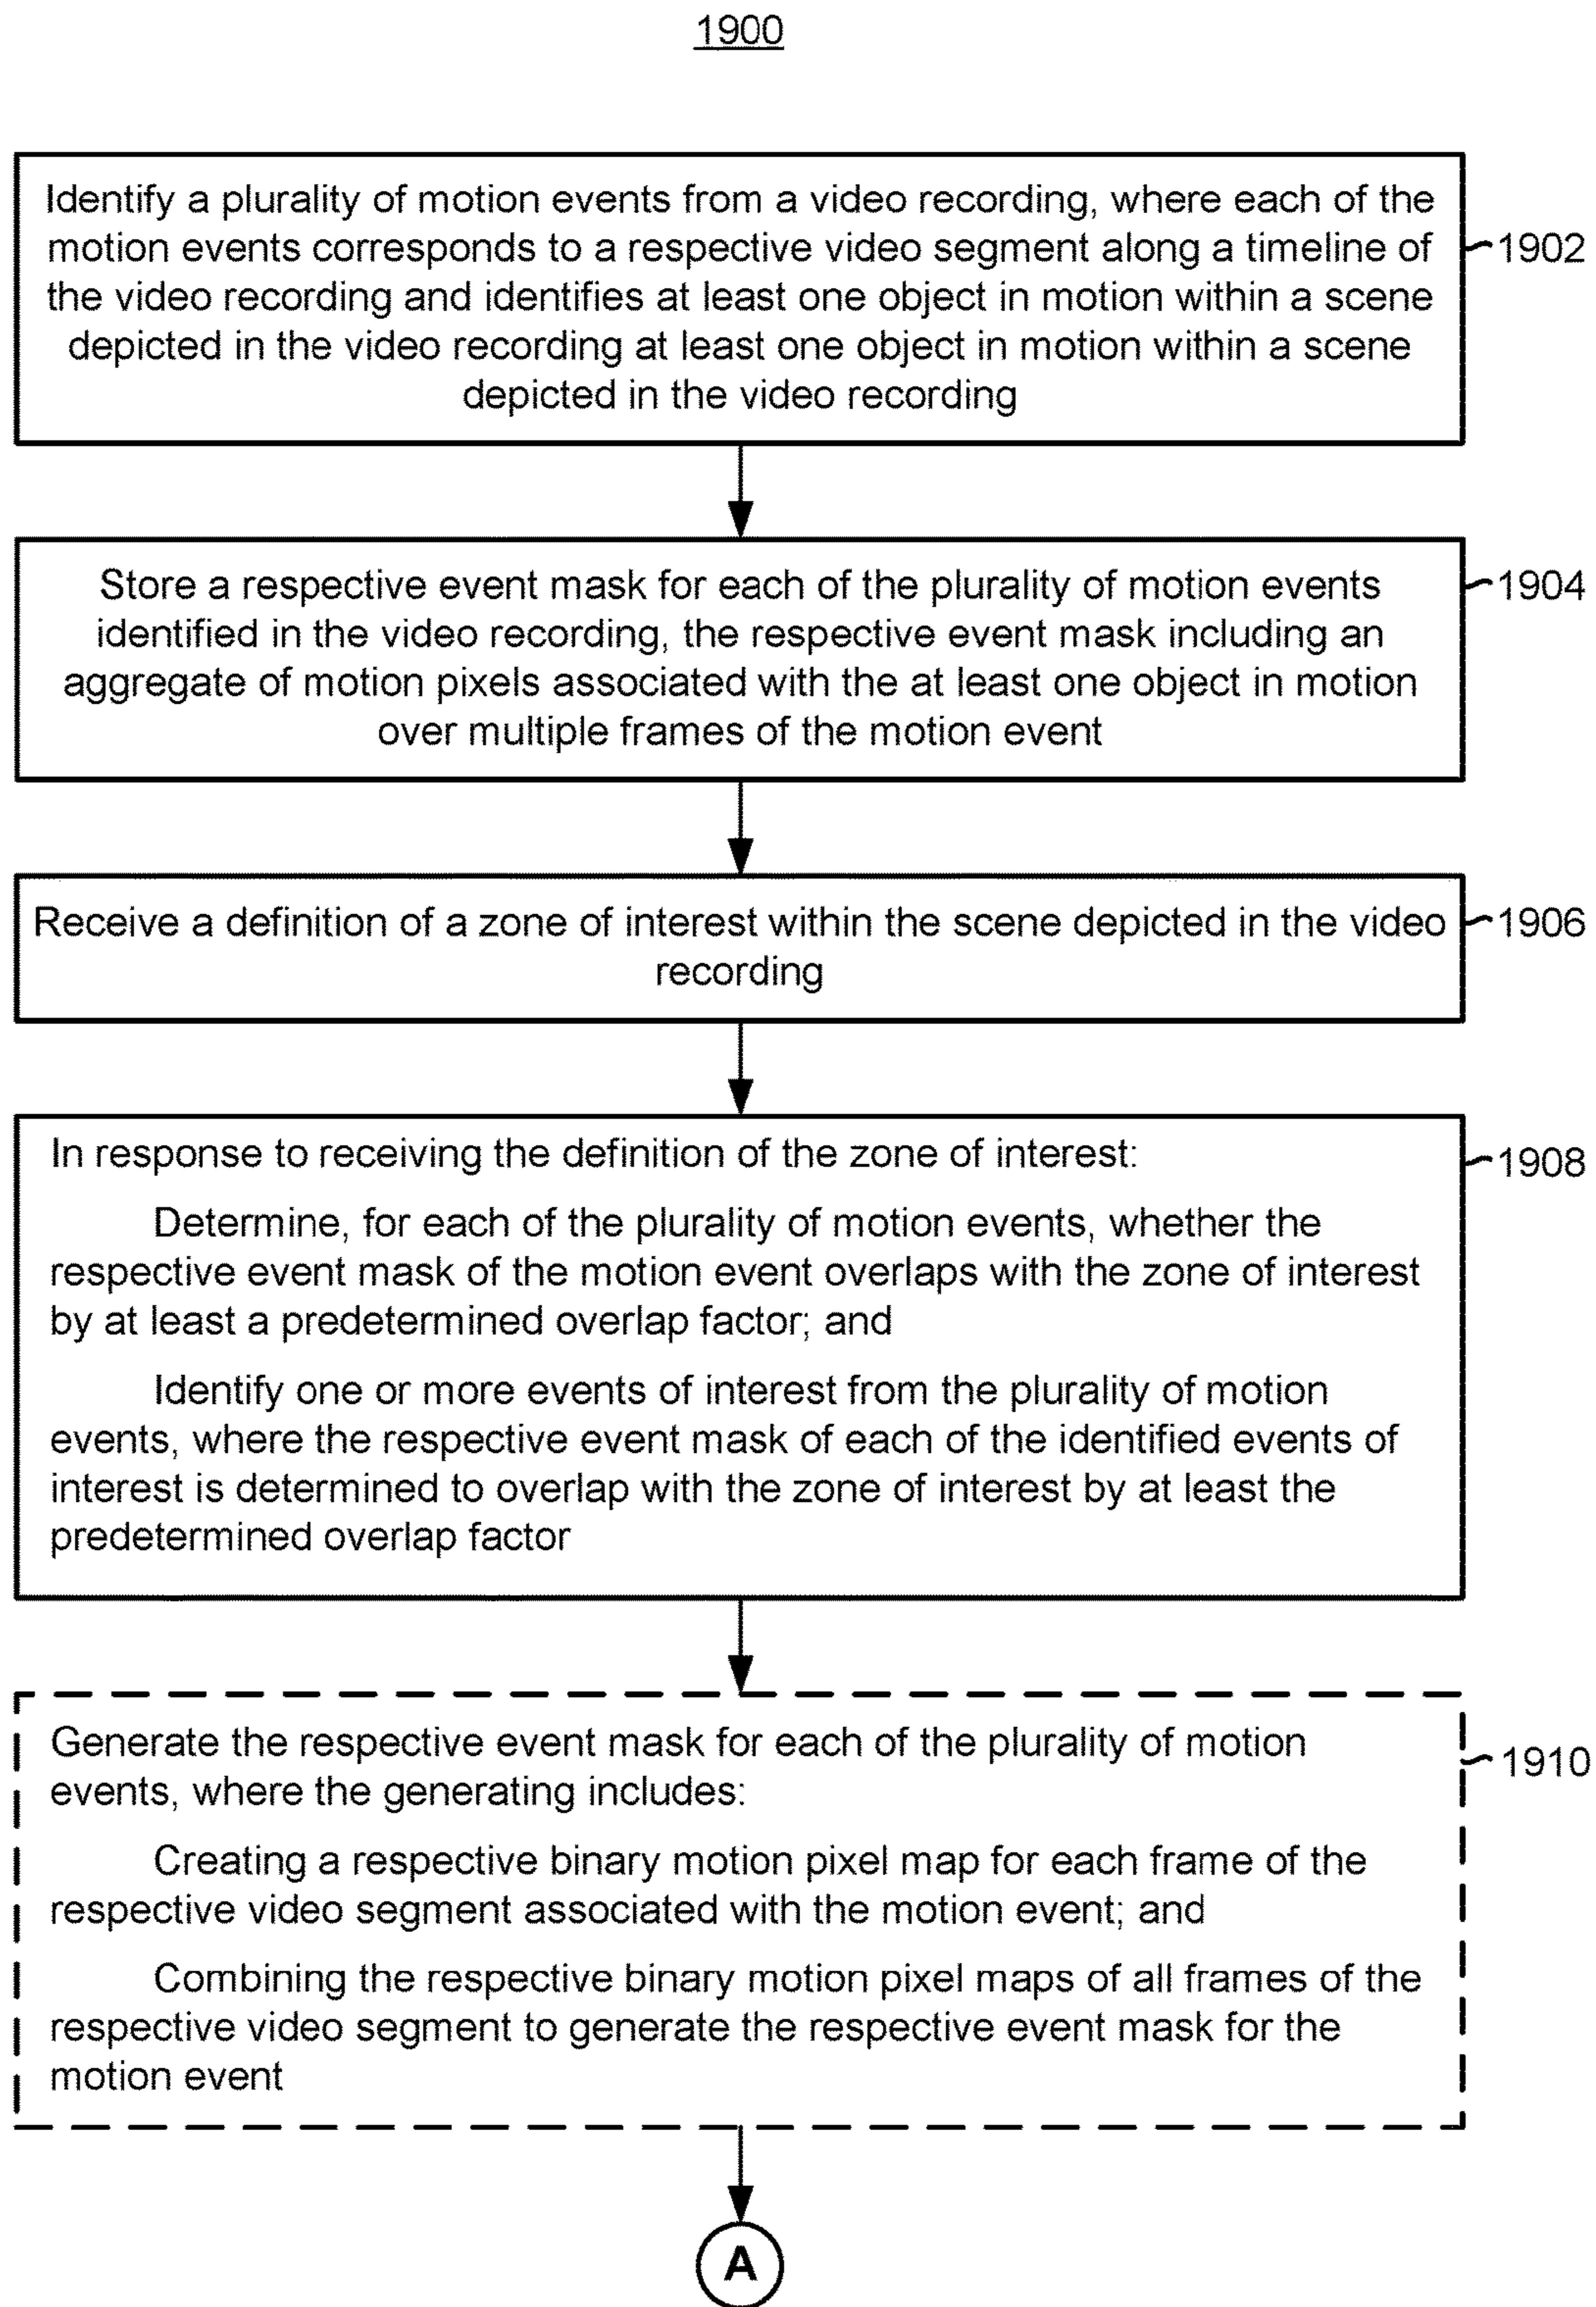 1900
Identify a plurality of motion events from a video recording, where each of the
motion events corresponds to a respective video segment along a timeline of
the video recording and identifies at least one object in motion within a scene
depicted in the video recording at least one object in motion within a scene
depicted in the video recording
1902
Store a respective event mask for each of the plurality of motion events
identified in the video recording, the respective event mask including an
aggregate of motion pixels associated with the at least one object in motion
over multiple frames of the motion event
1904
Receive a definition of a zone of interest within the scene depicted in the video
recording
1906
In response to receiving the definition of the zone of interest:
Determine, for each of the plurality of motion events, whether the
respective event mask of the motion event overlaps with the zone of interest
by at least a predetermined overlap factor; and
Identify one or more events of interest from the plurality of motion
events, where the respective event mask of each of the identified events of
interest is determined to overlap with the zone of interest by at least the
predetermined overlap factor
1908
Generate the respective event mask for each of the plurality of motion
events, where the generating includes:
Creating a respective binary motion pixel map for each frame of the
respective video segment associated with the motion event; and
Combining the respective binary motion pixel maps of all frames of the
respective video segment to generate the respective event mask for the
motion event
1910
A